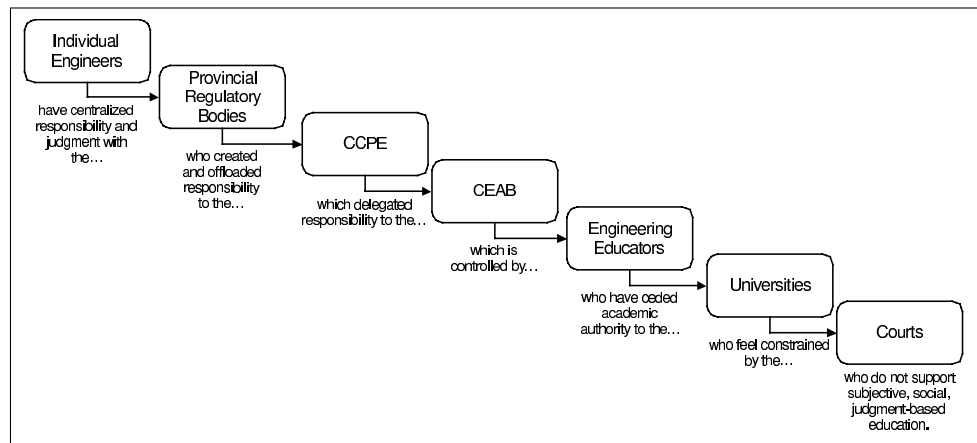 Individual
Engineers
have centralized
responsibility and
judgment with
the…
Provincial
Regulatory
Bodies
who created
and offloaded
responsibility
to the…
CCPE
which delegated
responsibility to the…
CEAB
which is
controlled by…
Engineering
Educators
who have ceded
academic
authority to the…
Universities
who feel constrained
by the…
Courts
who do not support
subjective, social,
judgment-based
education.